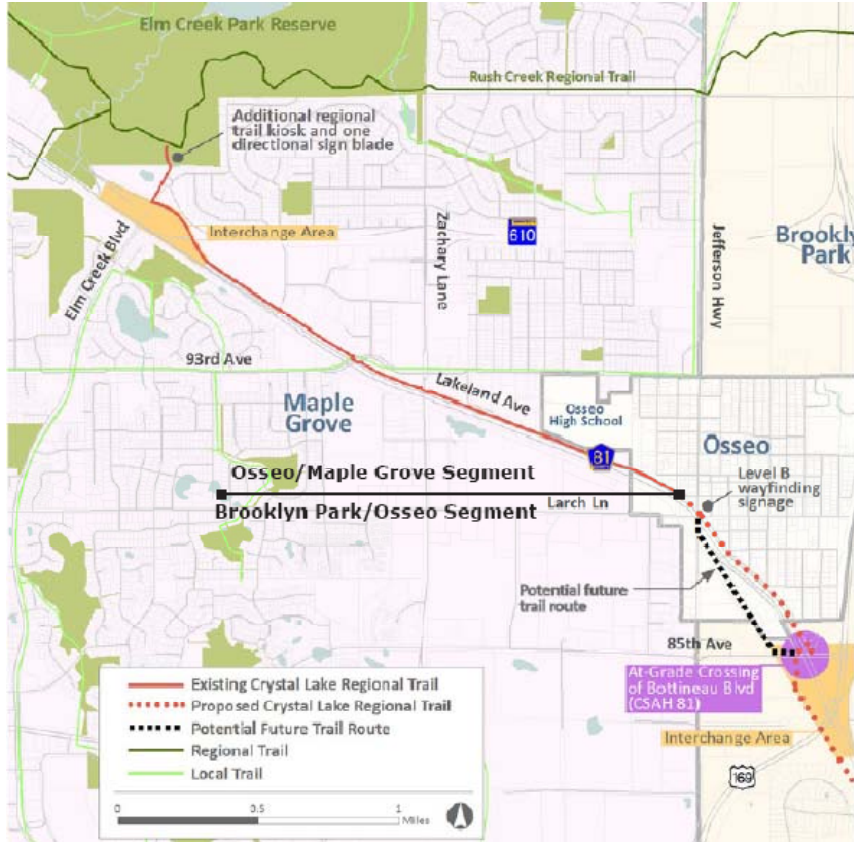 Elm Creek Park Reserve
Rush Creek Regional Trail
Additional regional
trail kiosk and one
directional sign blade
Interchange Area
Elm Creek Blvd
Zachary Lane
610
Jefferson Hwy
Brooklyn
Park
93rd Ave
Lakeland Ave
Maple
Grove
Osseo
High School
81
Osseo
Level B
wayfinding
signage
Osseo/Maple Grove Segment
Brooklyn Park/Osseo Segment
Larch Ln
Potential future
trail route
85th Ave
At-Grade Crossing
of Bottineau Blvd
(CSAH 81)
Interchange Area
169
Existing Crystal Lake Regional Trail
Proposed Crystal Lake Regional Trail
Potential Future Trail Route
Regional Trail
Local Trail
0 0.5 1
Miles